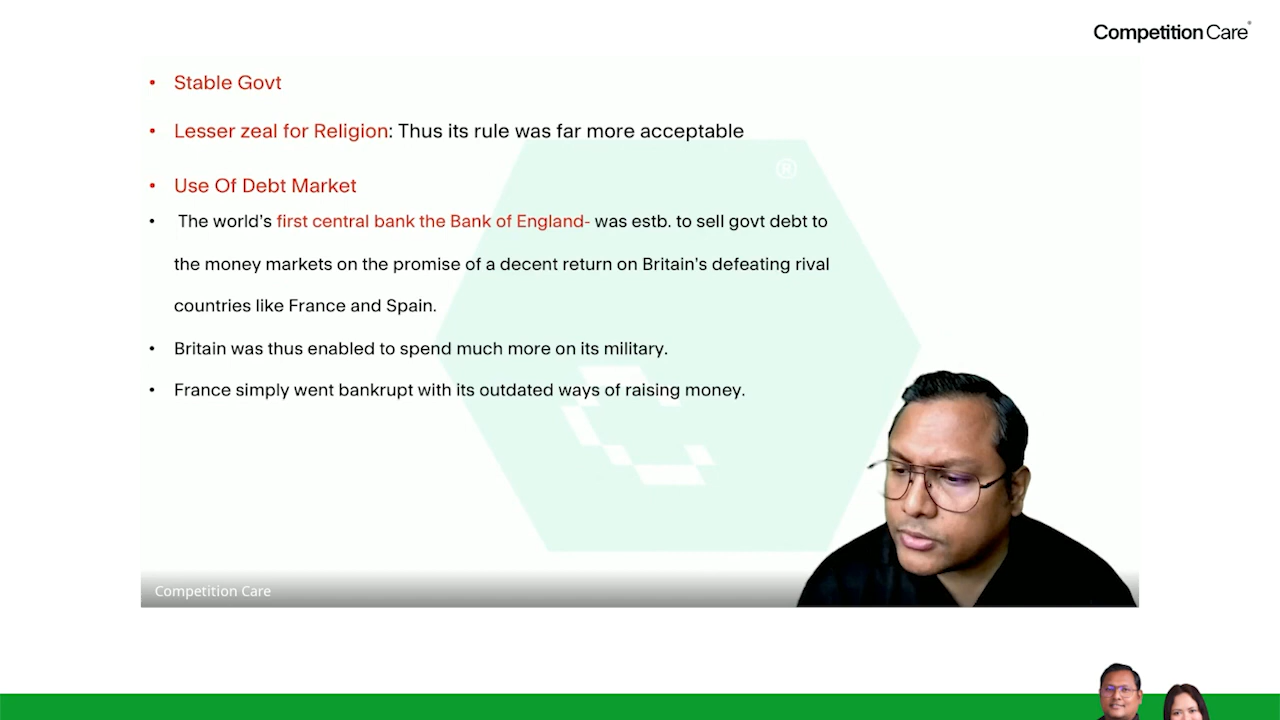 Competition Care®
• Stable Govt
• Lesser zeal for Religion: Thus its rule was far more acceptable
®
• Use Of Debt Market
• The world's first central bank the Bank of England- was estb. to sell govt debt to
the money markets on the promise of a decent return on Britain's defeating rival
countries like France and Spain.
• Britain was thus enabled to spend much more on its military.
• France simply went bankrupt with its outdated ways of raising money.
Competition Care